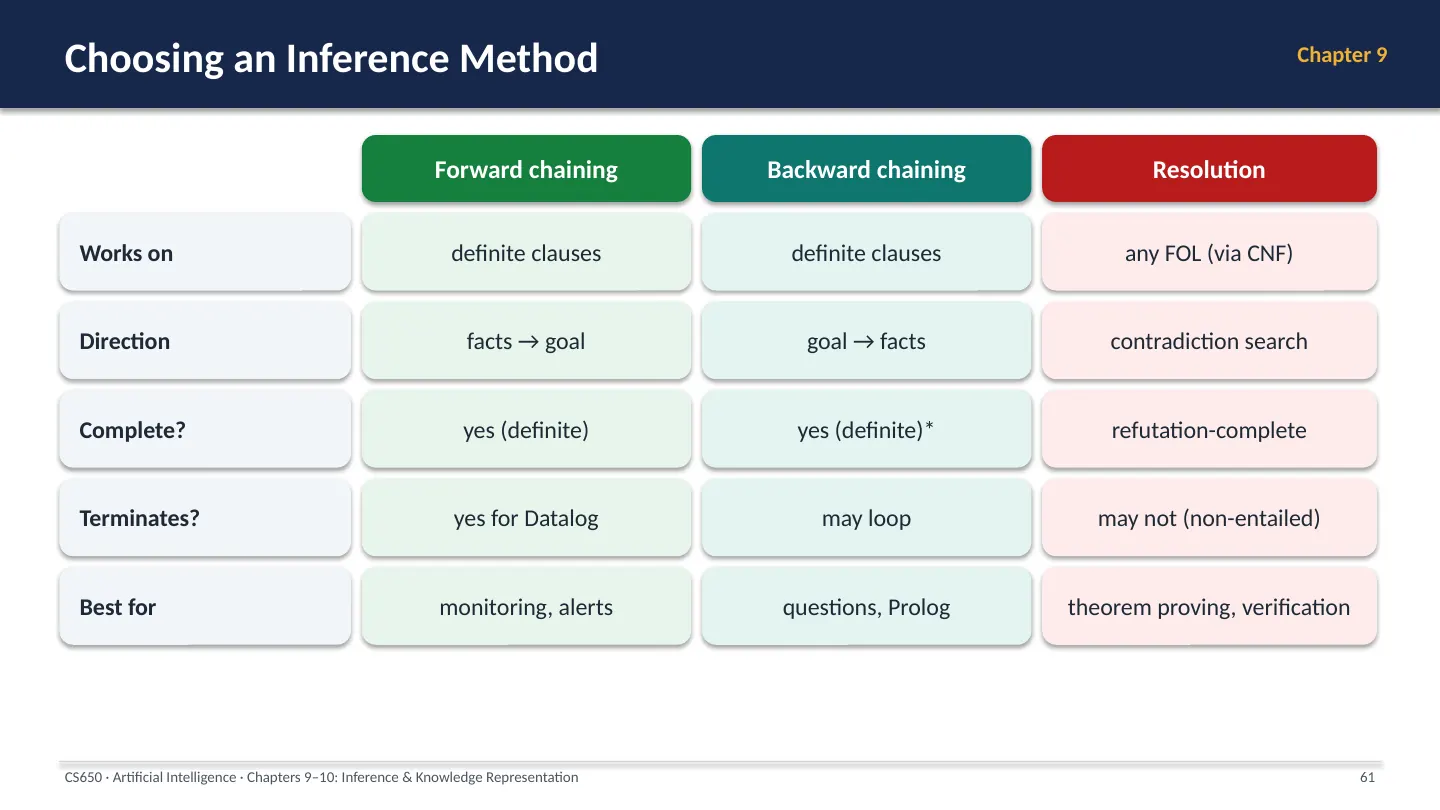 Choosing an Inference Method
Chapter 9
Forward chaining
Backward chaining
Resolution
Works on
definite clauses
definite clauses
any FOL (via CNF)
Direction
facts → goal
goal → facts
contradiction search
Complete?
yes (definite)
yes (definite)*
refutation-complete
Terminates?
yes for Datalog
may loop
may not (non-entailed)
Best for
monitoring, alerts
questions, Prolog
theorem proving, verification
CS650 · Artificial Intelligence · Chapters 9–10: Inference & Knowledge Representation
61